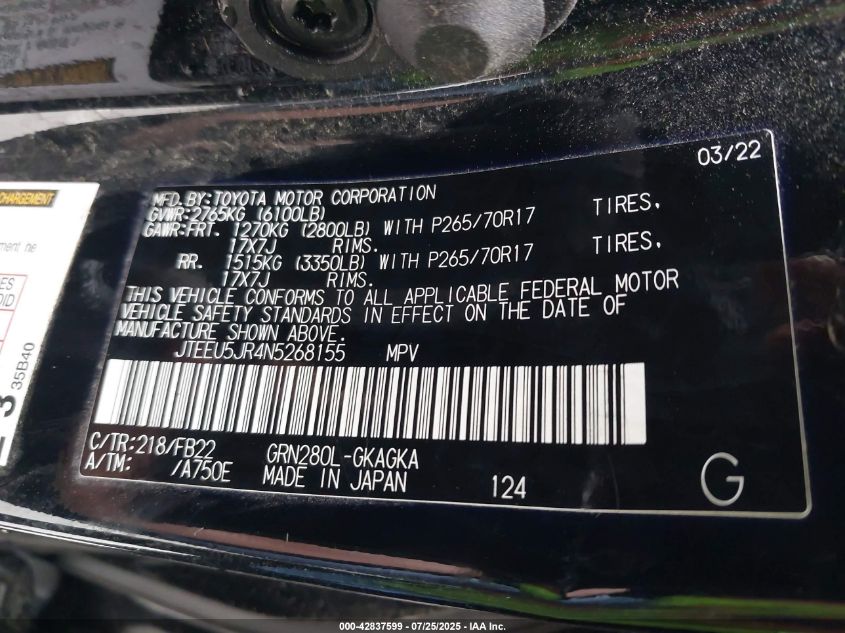 03/22
MFD. BY:TOYOTA MOTOR CORPORATION
GVWR:2765KG (6100LB)
GAWR:FRT. 1270KG (2800LB) WITH P265/70R17 TIRES,
17X7J RIMS.
RR. 1515KG (3350LB) WITH P265/70R17 TIRES,
17X7J RIMS.
THIS VEHICLE CONFORMS TO ALL APPLICABLE FEDERAL MOTOR
VEHICLE SAFETY STANDARDS IN EFFECT ON THE DATE OF
MANUFACTURE SHOWN ABOVE.
JTEEU5JR4N5268155 MPV
C/TR:218/FB22 GRN280L-GKAGKA
A/TM: /A750E MADE IN JAPAN 124 G
CHARGEMENT
35B40
000-42837599 - 07/25/2025 - IAA Inc.